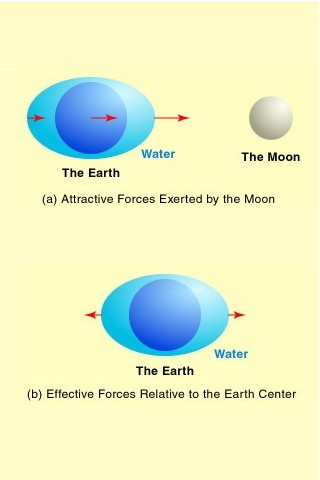 Water
The Moon
The Earth
(a) Attractive Forces Exerted by the Moon
Water
The Earth
(b) Effective Forces Relative to the Earth Center